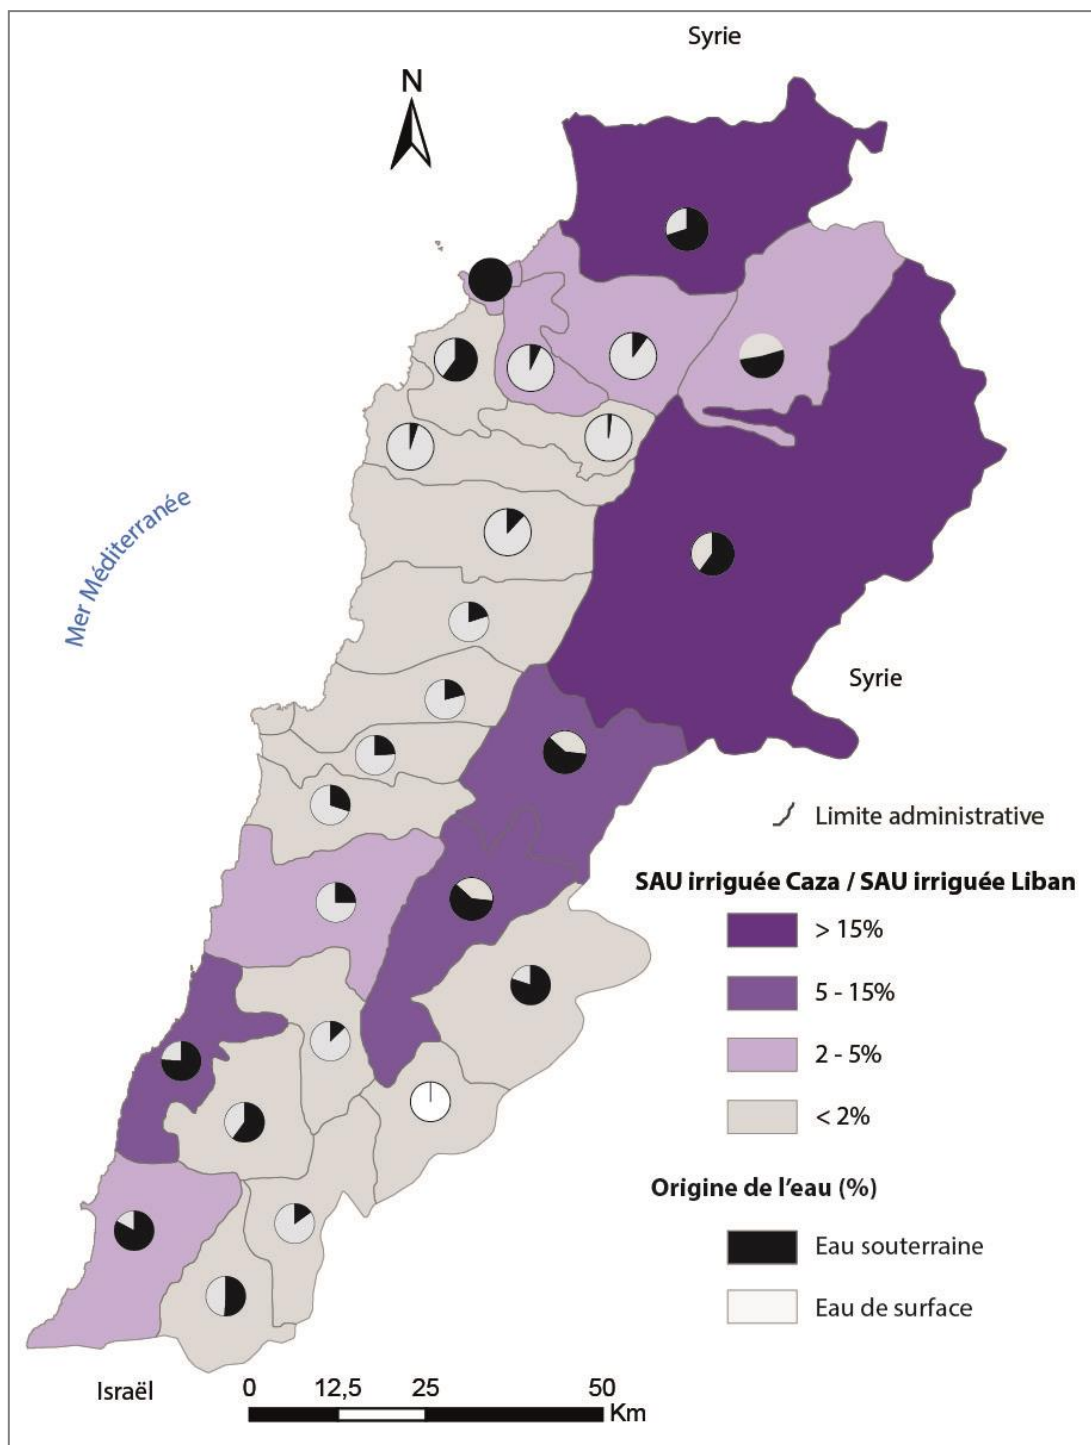 Syrie
N
Mer Méditerranée
Syrie
Limite administrative
SAU irriguée Caza / SAU irriguée Liban
> 15%
5 - 15%
2 - 5%
< 2%
Origine de l'eau (%)
Eau souterraine
Eau de surface
Israël
0 12,5 25 50
Km